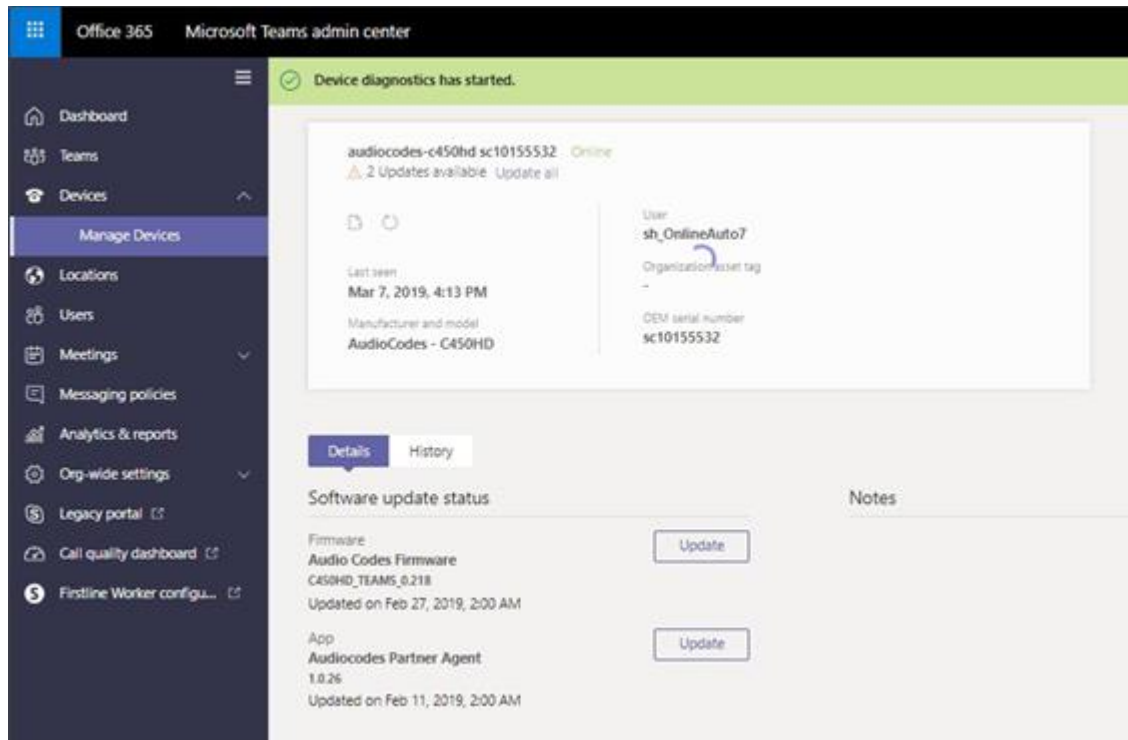 Office 365 Microsoft Teams admin center
Device diagnostics has started.
Dashboard
Teams
Devices
Manage Devices
Locations
Users
Meetings
Messaging policies
Analytics & reports
Org-wide settings
Legacy portal
Call quality dashboard
Firstline Worker configu...
audiocodes-c450hd sc10155532 Online
2 Updates available Update all
Last seen
Mar 7, 2019, 4:13 PM
Manufacturer and model
AudioCodes - C450HD
User
sh_OnlineAuto7
Organization asset tag
-
OEM serial number
sc10155532
Details History
Software update status
Firmware
Audio Codes Firmware
C450HD_TEAMS_0.218
Updated on Feb 27, 2019, 2:00 AM
Update
App
Audiocodes Partner Agent
1.0.26
Updated on Feb 11, 2019, 2:00 AM
Update
Notes